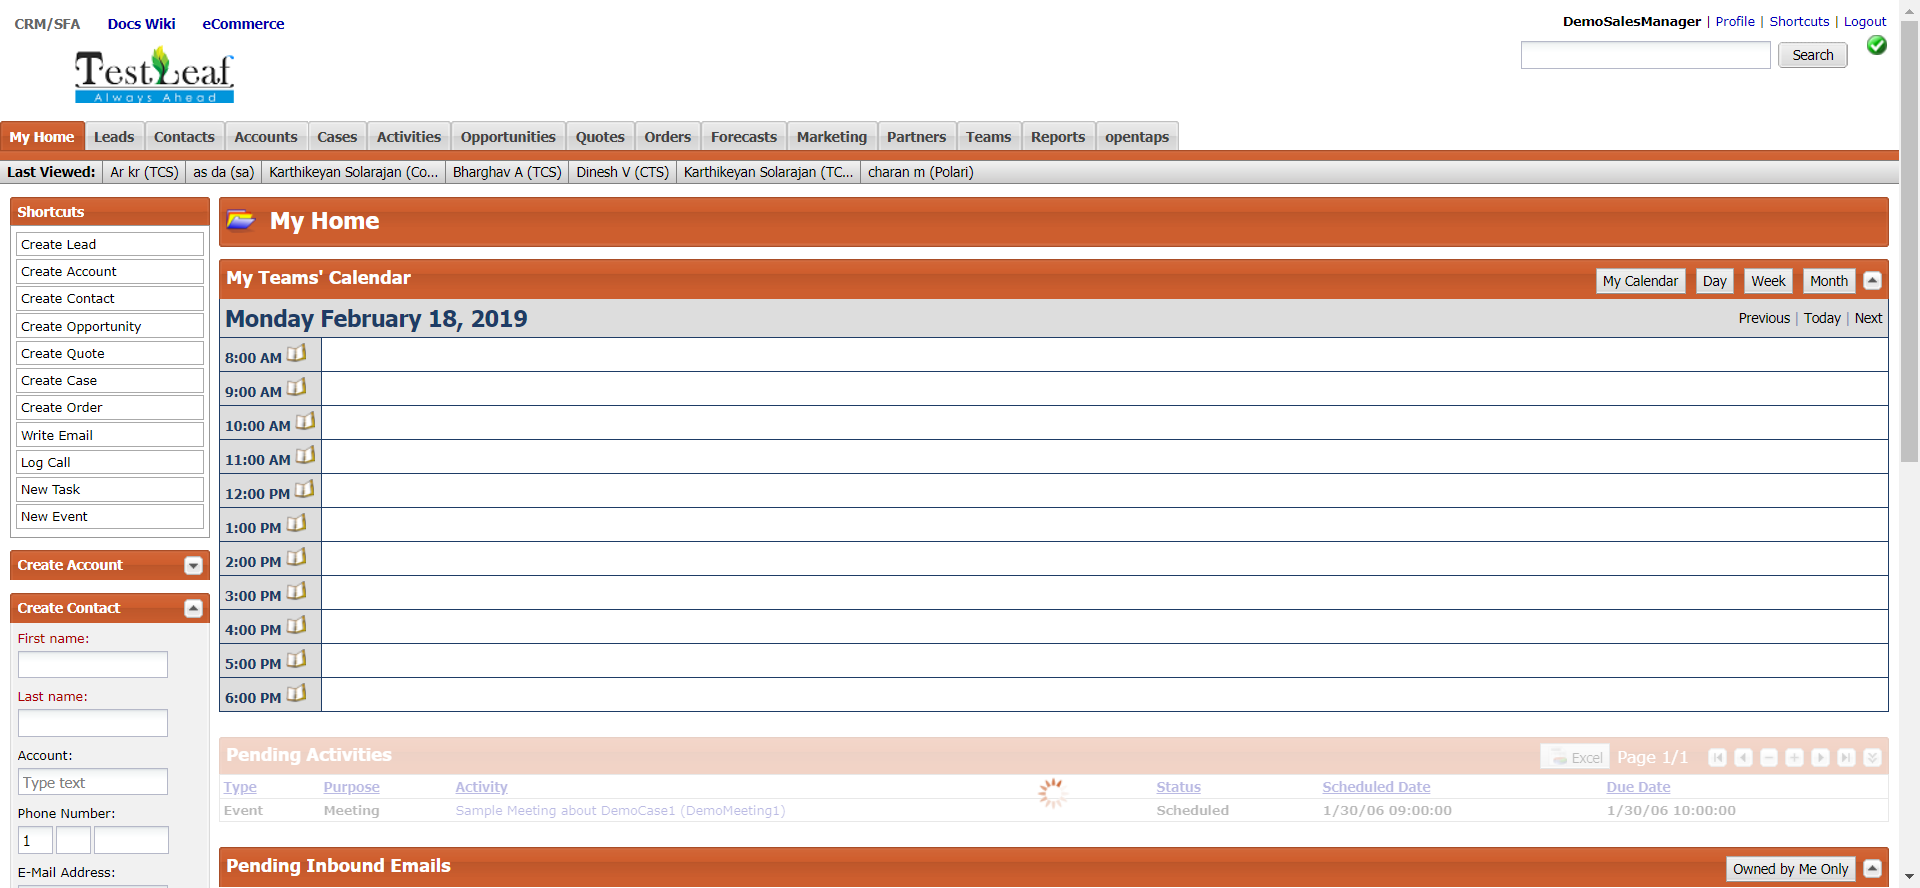 CRM/SFA Docs Wiki eCommerce
DemoSalesManager | Profile | Shortcuts | Logout
Search
TestLeaf
Always Ahead
My Home Leads Contacts Accounts Cases Activities Opportunities Quotes Orders Forecasts Marketing Partners Teams Reports opentaps
Last Viewed: Ar kr (TCS) as da (sa) Karthikeyan Solarajan (Co... Bharghav A (TCS) Dinesh V (CTS) Karthikeyan Solarajan (TC... charan m (Polari)
Shortcuts
Create Lead
Create Account
Create Contact
Create Opportunity
Create Quote
Create Case
Create Order
Write Email
Log Call
New Task
New Event
Create Account
Create Contact
First name:
Last name:
Account:
Type text
Phone Number:
1
E-Mail Address:
My Home
My Teams' Calendar My Calendar Day Week Month
Monday February 18, 2019 Previous | Today | Next
8:00 AM
9:00 AM
10:00 AM
11:00 AM
12:00 PM
1:00 PM
2:00 PM
3:00 PM
4:00 PM
5:00 PM
6:00 PM
Pending Activities Excel Page 1/1
Type Purpose Activity Status Scheduled Date Due Date
Event Meeting Sample Meeting about DemoCase1 (DemoMeeting1) Scheduled 1/30/06 09:00:00 1/30/06 10:00:00
Pending Inbound Emails Owned by Me Only